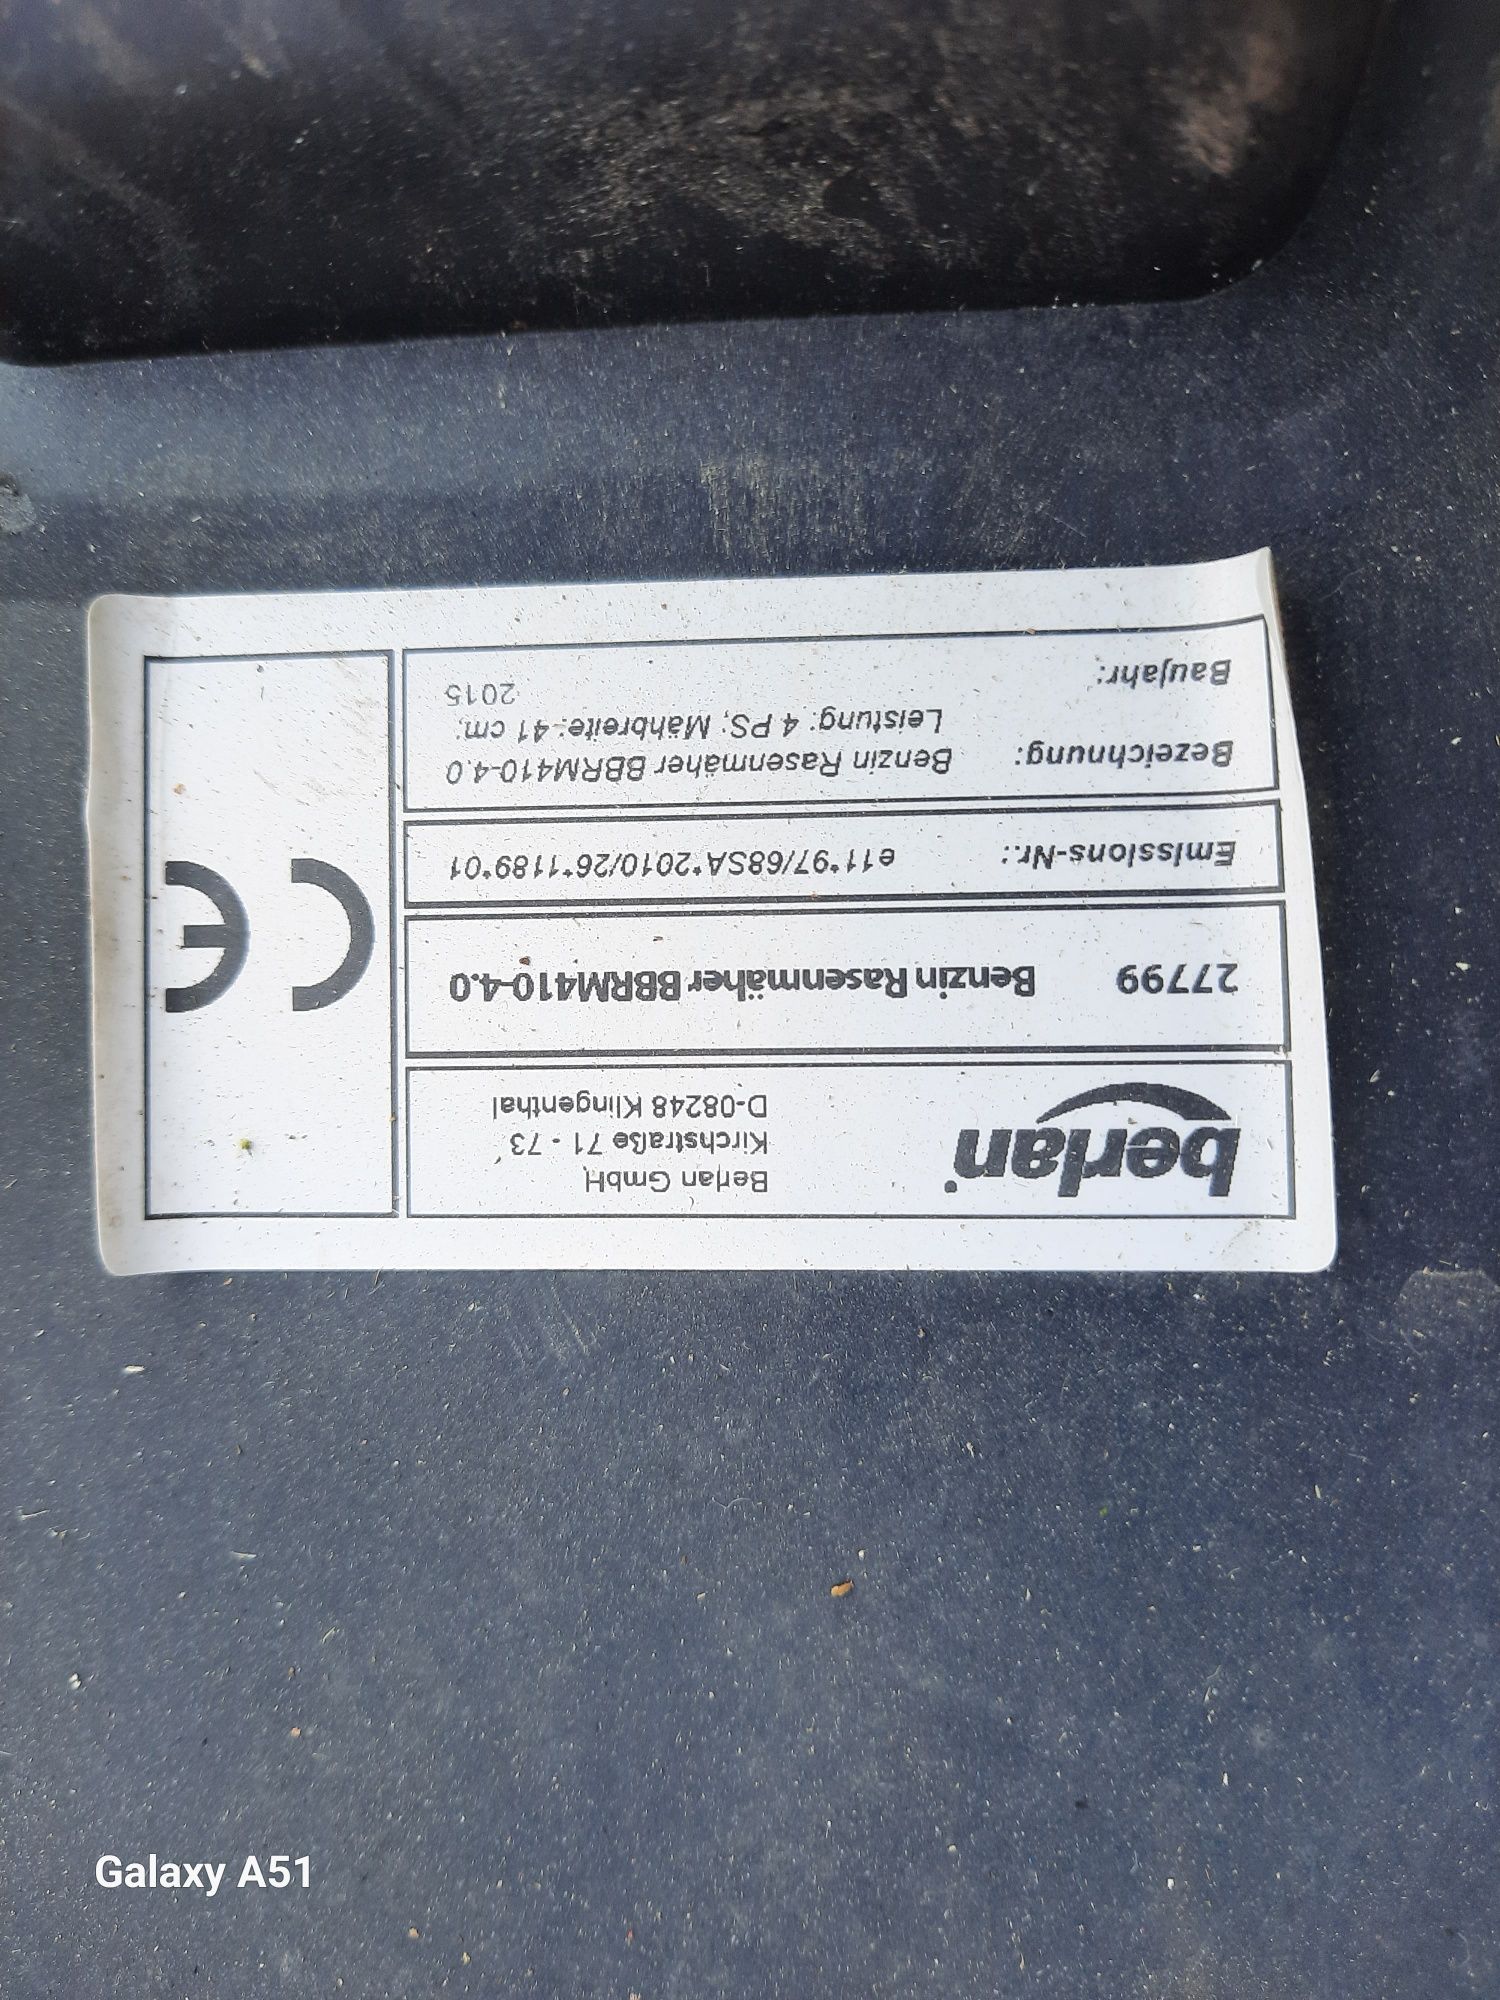 berlan
Berlan GmbH
Kirchstraße 71 - 73
D-08248 Klingenthal
27799 Benzin Rasenmäher BBRM410-4.0
Emissions-Nr.: e11*97/68SA*2010/26*1189*01
Bezeichnung: Benzin Rasenmäher BBRM410-4.0
Leistung: 4 PS; Mähbreite: 41 cm;
Baujahr: 2015
CE
Galaxy A51